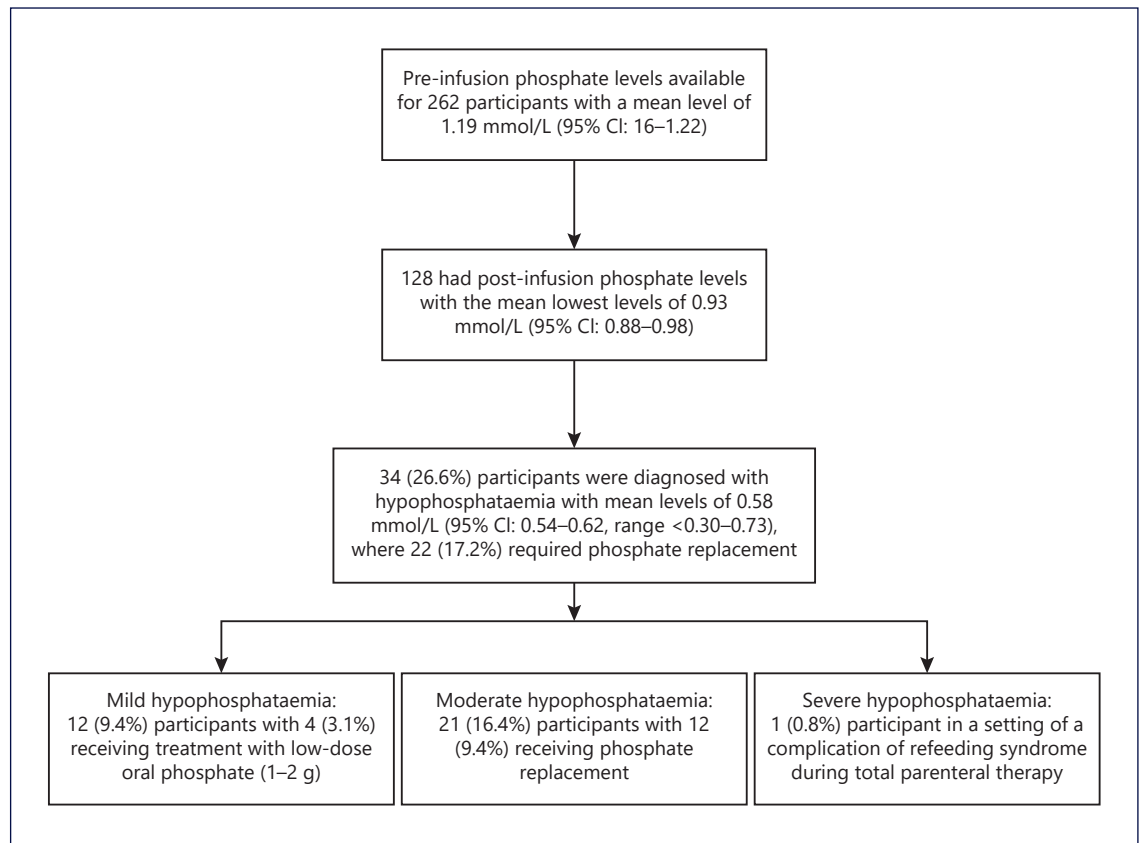 Pre-infusion phosphate levels available
for 262 participants with a mean level of
1.19 mmol/L (95% Cl: 16–1.22)
128 had post-infusion phosphate levels
with the mean lowest levels of 0.93
mmol/L (95% Cl: 0.88–0.98)
34 (26.6%) participants were diagnosed with
hypophosphataemia with mean levels of 0.58
mmol/L (95% Cl: 0.54–0.62, range <0.30–0.73),
where 22 (17.2%) required phosphate replacement
Mild hypophosphataemia:
12 (9.4%) participants with 4 (3.1%)
receiving treatment with low-dose
oral phosphate (1–2 g)
Moderate hypophosphataemia:
21 (16.4%) participants with 12
(9.4%) receiving phosphate
replacement
Severe hypophosphataemia:
1 (0.8%) participant in a setting of a
complication of refeeding syndrome
during total parenteral therapy